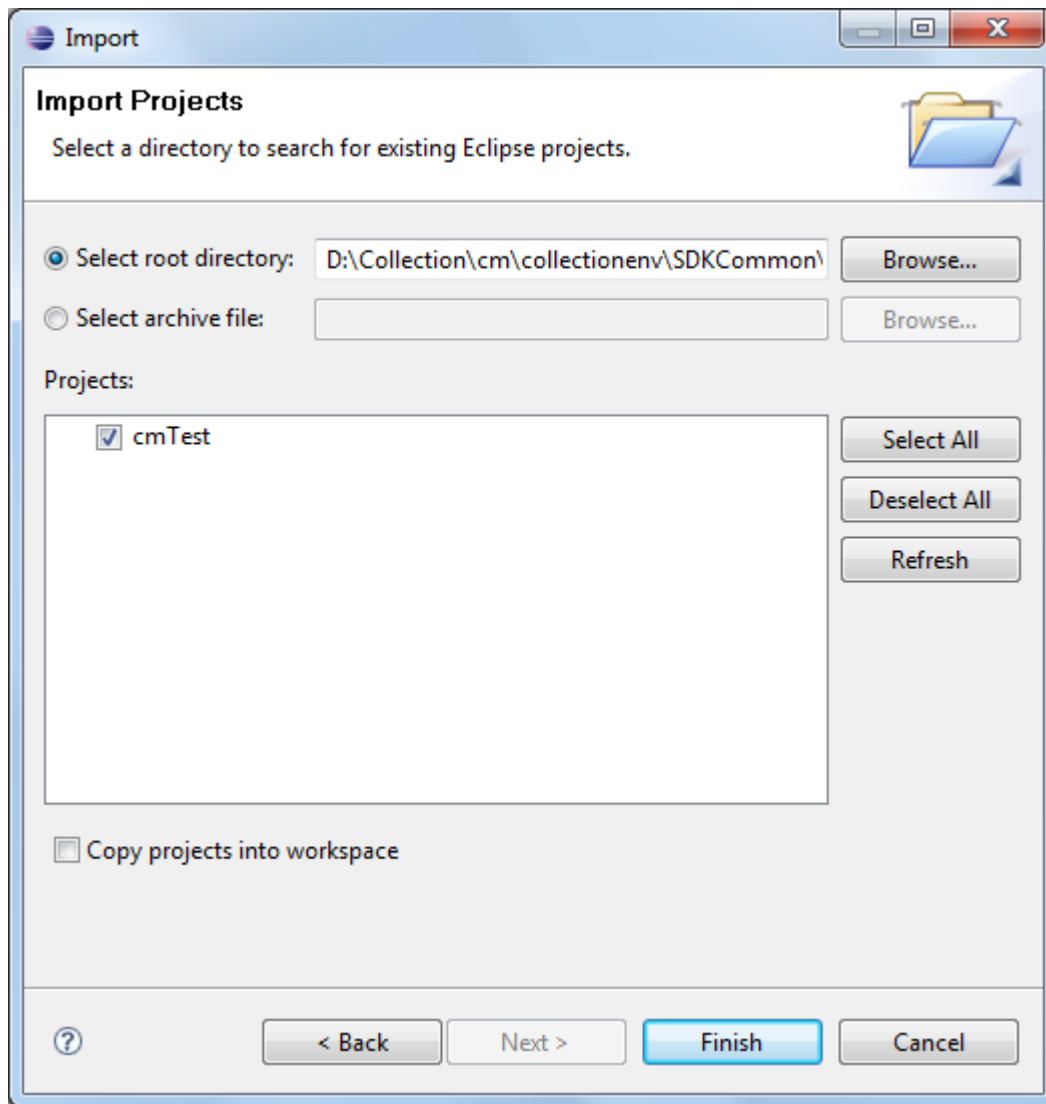 Import
Import Projects
Select a directory to search for existing Eclipse projects.
Select root directory: D:\Collection\cm\collectionenv\SDKCommon\ Browse...
Select archive file: Browse...
Projects:
cmTest
Select All
Deselect All
Refresh
Copy projects into workspace
< Back Next > Finish Cancel